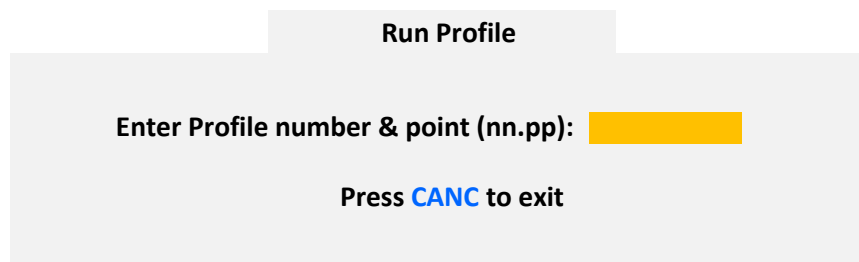 Run Profile
Enter Profile number & point (nn.pp):
Press CANC to exit